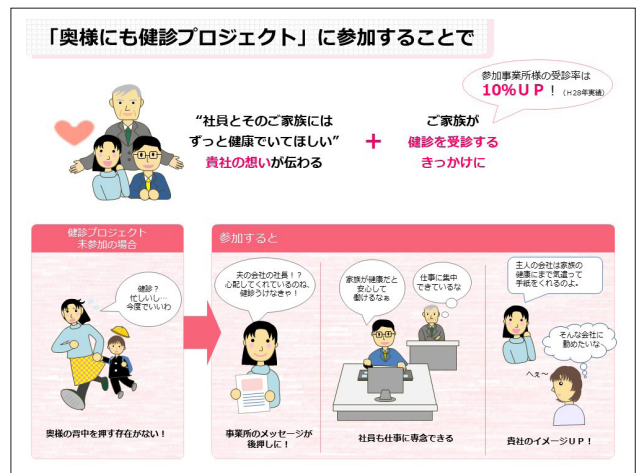 「奥様にも健診プロジェクト」に参加することで
参加事業所様の受診率は
10%UP！（H28年実績）
“社員とそのご家族には
ずっと健康でいてほしい”
貴社の想いが伝わる
＋
ご家族が
健診を受診する
きっかけに
健診プロジェクト
未参加の場合
健診？
忙しいし…
今度でいいわ
奥様の背中を押す存在がない！
参加すると
夫の会社の社長！？
心配してくれているのね、
健診うけなきゃ！
事業所のメッセージが
後押しに！
家族が健康だと
安心して
働けるなぁ
仕事に集中
できているな
社員も仕事に専念できる
主人の会社は家族の
健康にまで気遣って
手紙をくれるのよ。
そんな会社に
勤めたいな
へぇ～
貴社のイメージUP！